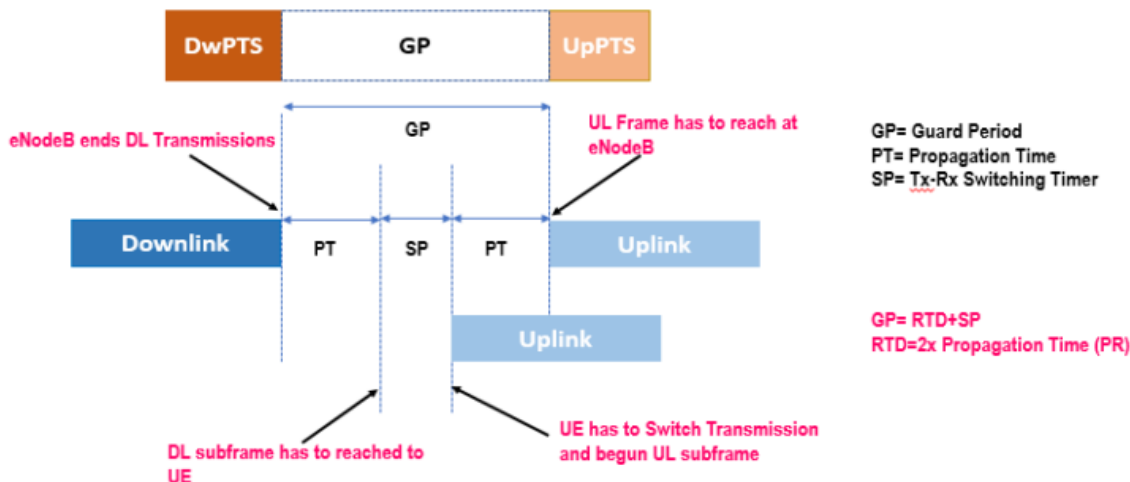 DwPTS
GP
UpPTS
GP
eNodeB ends DL Transmissions
UL Frame has to reach at
eNodeB
GP= Guard Period
PT= Propagation Time
SP= Tx-Rx Switching Timer
Downlink
PT
SP
PT
Uplink
Uplink
GP= RTD+SP
RTD=2x Propagation Time (PR)
DL subframe has to reached to
UE
UE has to Switch Transmission
and begun UL subframe